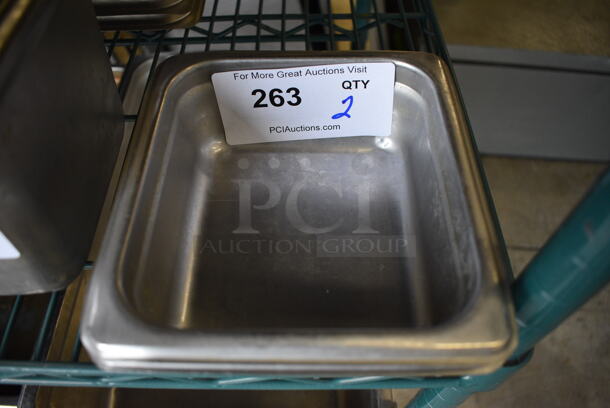 For More Great Auctions Visit
263
QTY
2
PCIAuctions.com
PCI
AUCTION GROUP